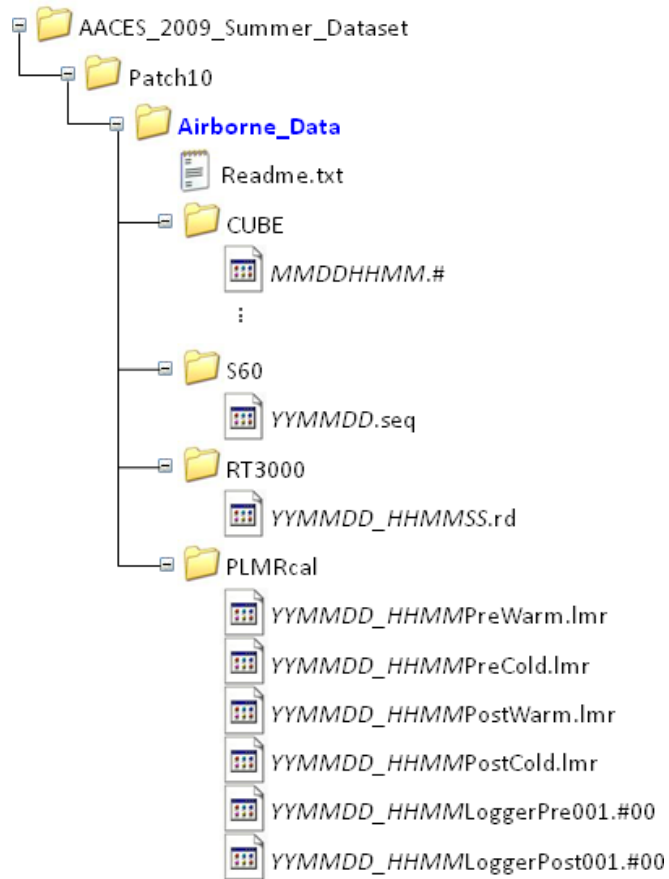 AACES_2009_Summer_Dataset
Patch10
Airborne_Data
Readme.txt
CUBE
MMDDHHMM.#
⋮
S60
YYMMDD.seq
RT3000
YYMMDD_HHMMSS.rd
PLMRcal
YYMMDD_HHMMPreWarm.lmr
YYMMDD_HHMMPreCold.lmr
YYMMDD_HHMMPostWarm.lmr
YYMMDD_HHMMPostCold.lmr
YYMMDD_HHMMLoggerPre001.#00
YYMMDD_HHMMLoggerPost001.#00